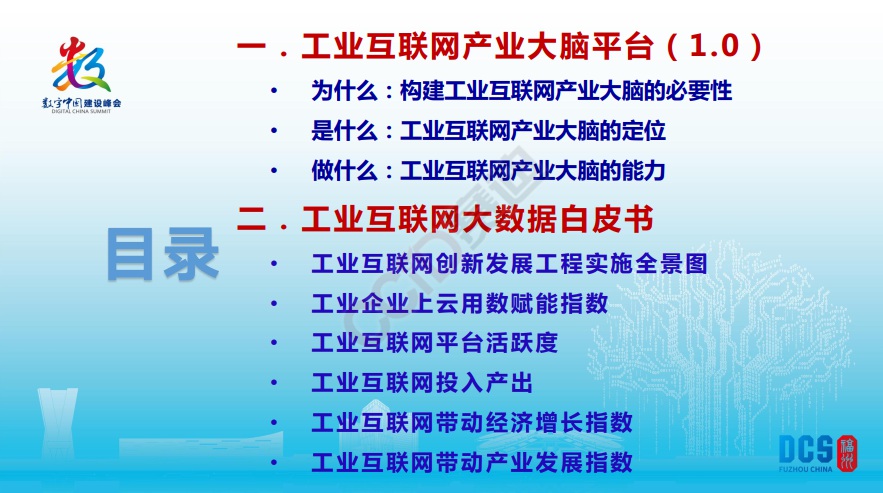 数字中国建设峰会
DIGITAL CHINA SUMMIT
目录
一．工业互联网产业大脑平台（1.0）
• 为什么：构建工业互联网产业大脑的必要性
• 是什么：工业互联网产业大脑的定位
• 做什么：工业互联网产业大脑的能力
二．工业互联网大数据白皮书
• 工业互联网创新发展工程实施全景图
• 工业企业上云用数赋能指数
• 工业互联网平台活跃度
• 工业互联网投入产出
• 工业互联网带动经济增长指数
• 工业互联网带动产业发展指数
CCID赛迪
DCS
福州
FUZHOU CHINA